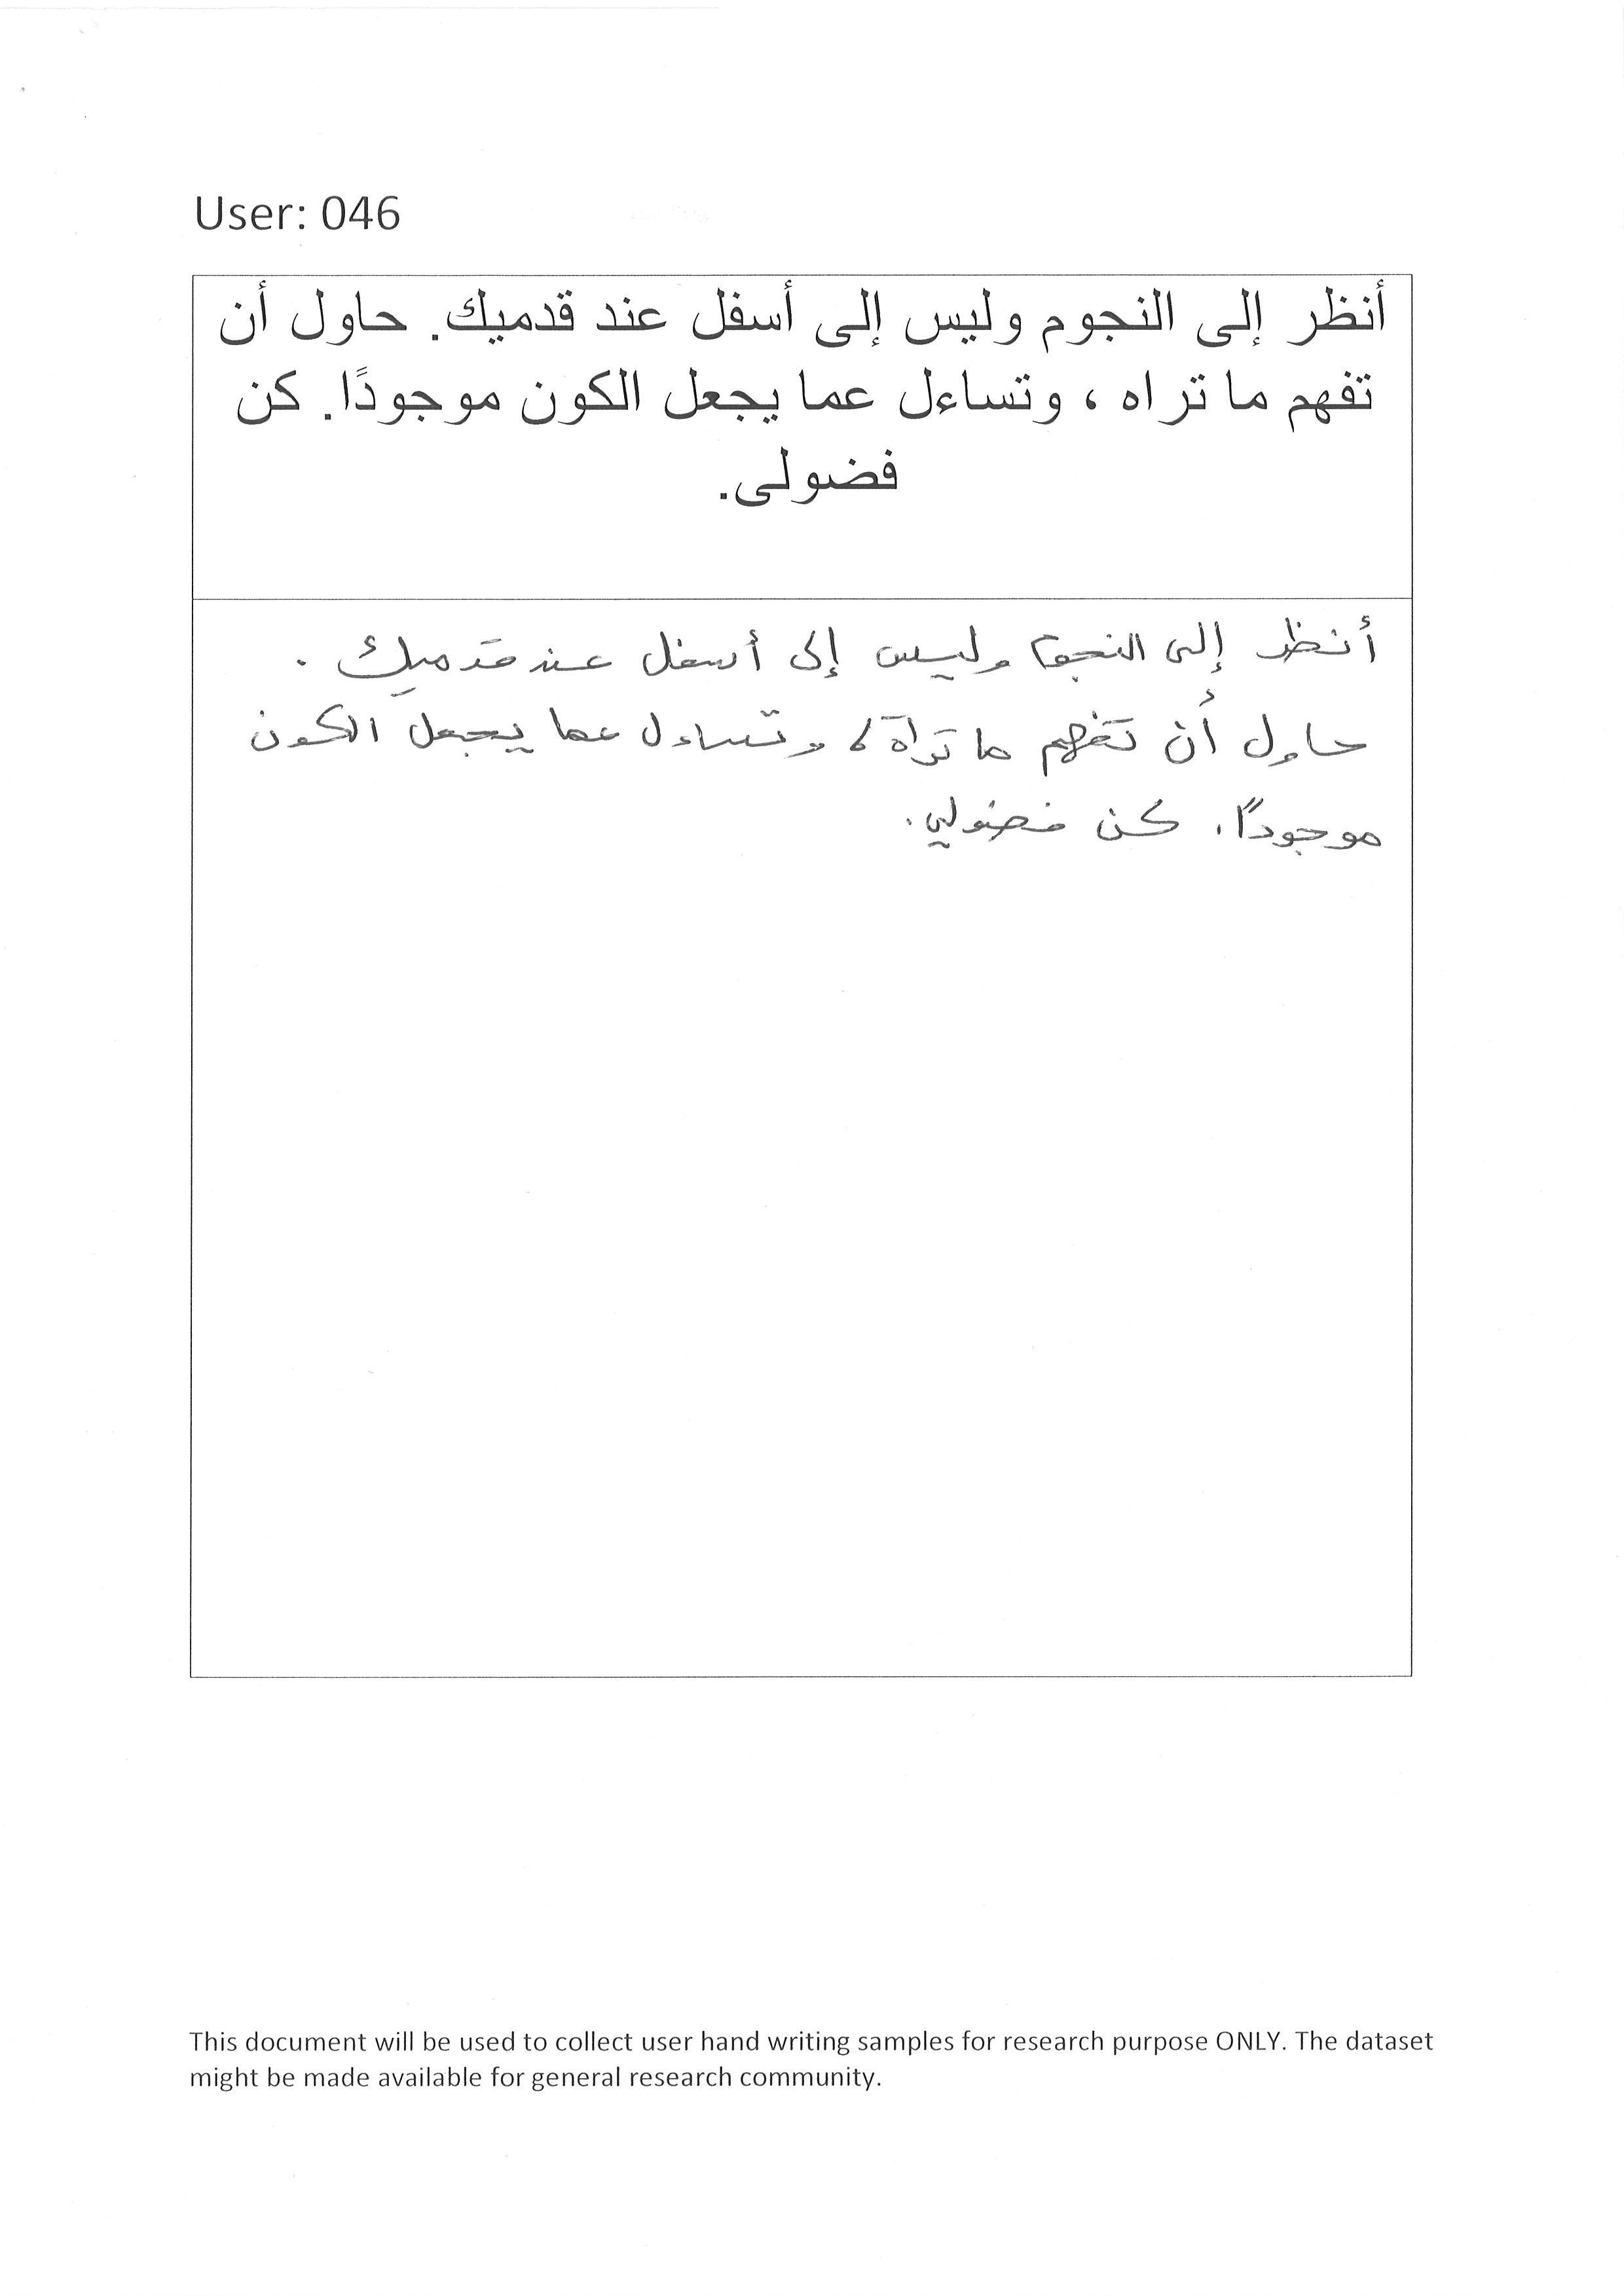 User: 046
أنظر إلى النجوم وليس إلى أسفل عند قدميك. حاول أن
تفهم ما تراه ، وتساءل عما يجعل الكون موجودًا. كن
فضولى.
أنظر إلى النجوم وليس إلى أسفل عند قدميك .
حاول أن تفهم ما تراة ، وتساءل عما يجعل الكون
موجودًا. كن فضولي.
This document will be used to collect user hand writing samples for research purpose ONLY. The dataset
might be made available for general research community.